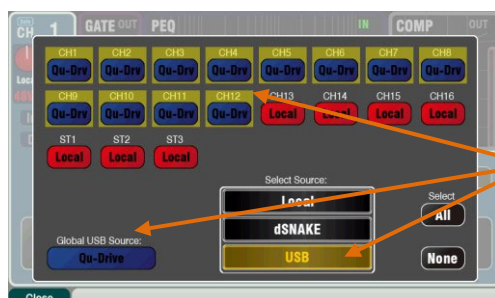 CH 1 GATE OUT PEQ IN COMP OUT
CH1 CH2 CH3 CH4 CH5 CH6 CH7 CH8
Qu-Drv Qu-Drv Qu-Drv Qu-Drv Qu-Drv Qu-Drv Qu-Drv Qu-Drv
CH9 CH10 CH11 CH12 CH13 CH14 CH15 CH16
Qu-Drv Qu-Drv Qu-Drv Qu-Drv Local Local Local Local
ST1 ST2 ST3
Local Local Local
Select Source:
Local
Select
All
dSNAKE
Global USB Source:
Qu-Drive
USB
None
Close